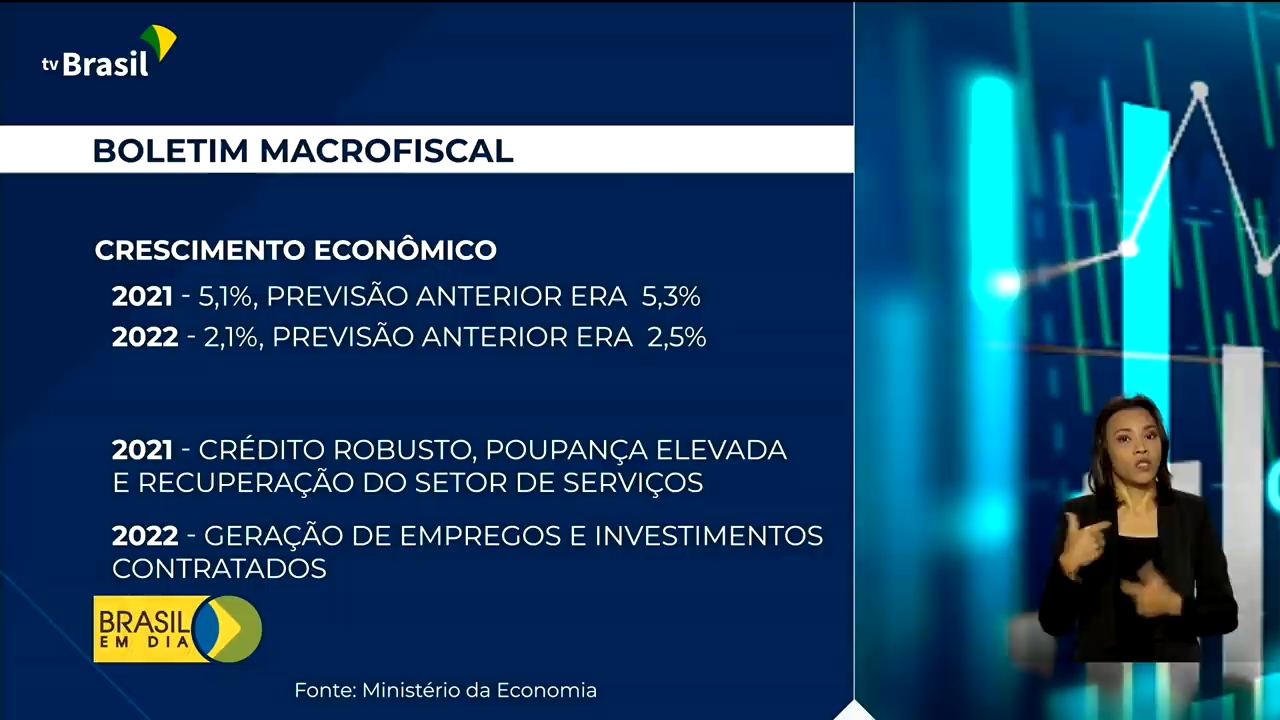 tv Brasil
BOLETIM MACROFISCAL
CRESCIMENTO ECONÔMICO
2021 - 5,1%, PREVISÃO ANTERIOR ERA 5,3%
2022 - 2,1%, PREVISÃO ANTERIOR ERA 2,5%
2021 - CRÉDITO ROBUSTO, POUPANÇA ELEVADA
E RECUPERAÇÃO DO SETOR DE SERVIÇOS
2022 - GERAÇÃO DE EMPREGOS E INVESTIMENTOS
CONTRATADOS
BRASIL
EM DIA
Fonte: Ministério da Economia